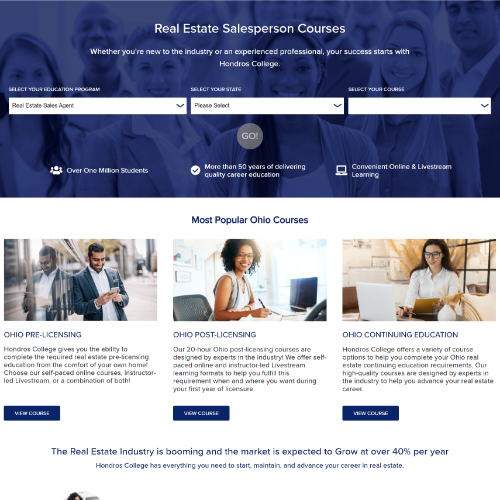 Real Estate Salesperson Courses
Whether you're new to the industry or an experienced professional, your success starts with
Hondros College.
SELECT YOUR EDUCATION PROGRAM
SELECT YOUR STATE
SELECT YOUR COURSE
Real Estate Sales Agent
Please Select
GO!
Over One Million Students
More than 50 years of delivering
quality career education
Convenient Online & Livestream
Learning
Most Popular Ohio Courses
OHIO PRE-LICENSING
Hondros College gives you the ability to
complete the required real estate pre-licensing
education from the comfort of your own home!
Choose our self-paced online courses, instructor-
led Livestream, or a combination of both!
VIEW COURSE
OHIO POST-LICENSING
Our 20-hour Ohio post-licensing courses are
designed by experts in the industry! We offer self-
paced online and instructor-led Livestream
learning formats to help you fulfill this
requirement when and where you want during
your first year of licensure.
VIEW COURSE
OHIO CONTINUING EDUCATION
Hondros College offers a variety of course
options to help you complete your Ohio real
estate continuing education requirements. Our
high-quality courses are designed by experts in
the industry to help you advance your real estate
career.
VIEW COURSE
The Real Estate Industry is booming and the market is expected to Grow at over 40% per year
Hondros College has everything you need to start, maintain, and advance your career in real estate.